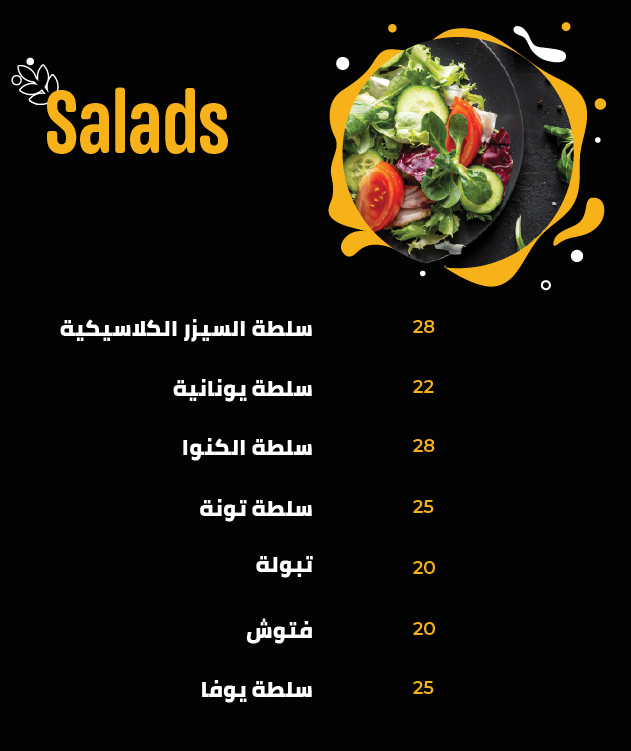 Salads
سلطة السيزر الكلاسيكية 28
سلطة يونانية 22
سلطة الكنوا 28
سلطة تونة 25
تبولة 20
فتوش 20
سلطة يوفا 25